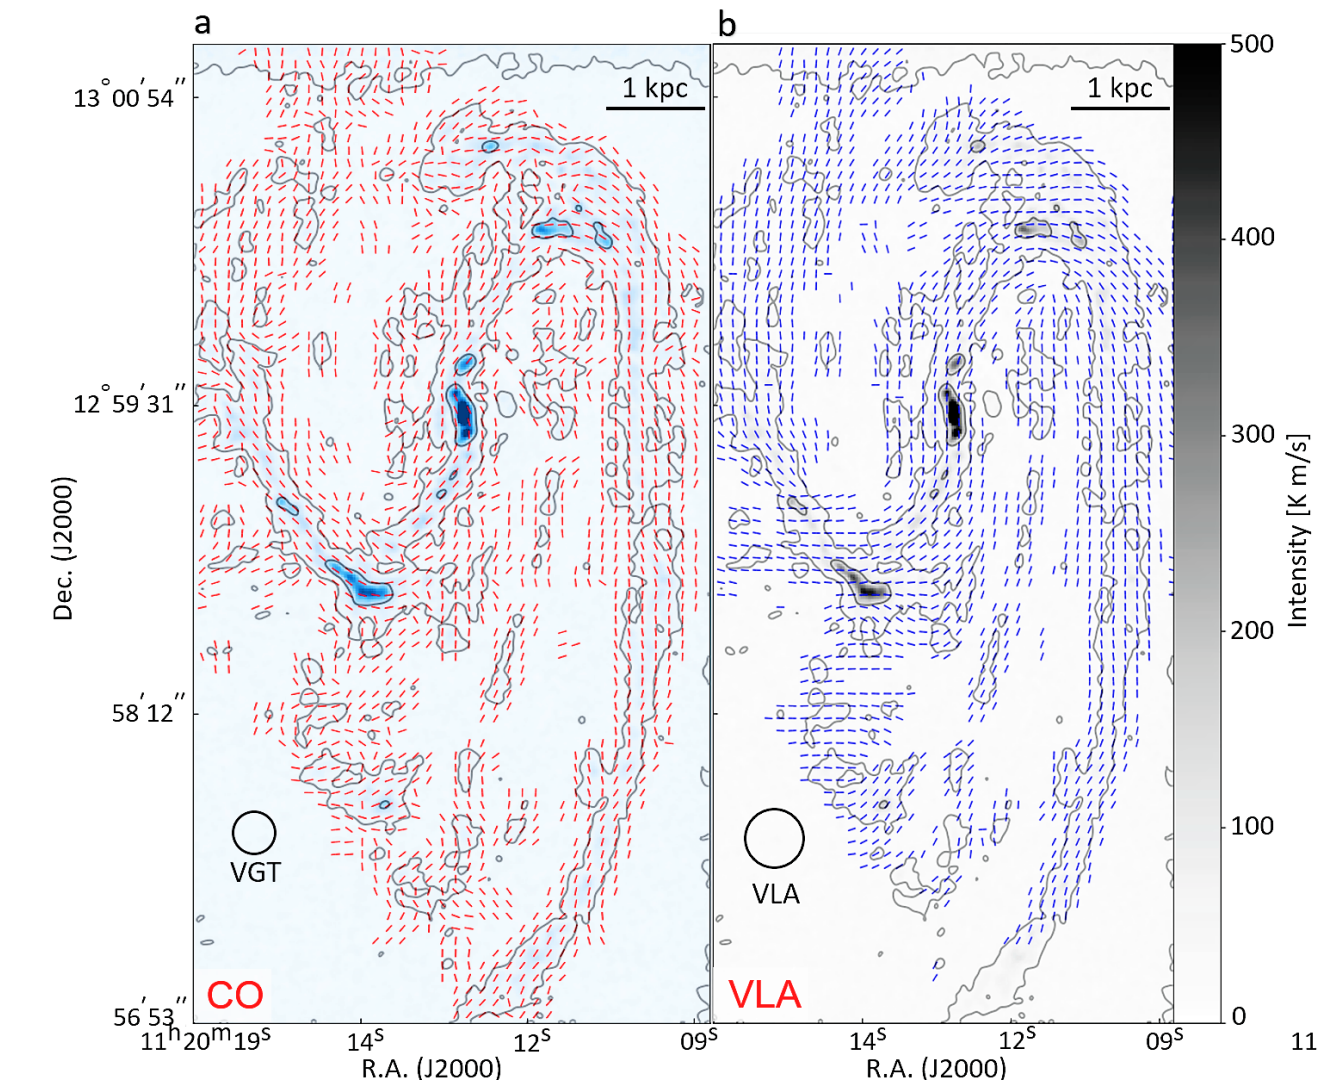 a
b
13° 00′ 54″
12° 59′ 31″
58′ 12″
56′ 53″
Dec. (J2000)
1 kpc
1 kpc
VGT
VLA
CO
VLA
11h20m19s
14s
12s
09s
14s
12s
09s
11
R.A. (J2000)
R.A. (J2000)
500
400
300
200
100
0
Intensity [K m/s]